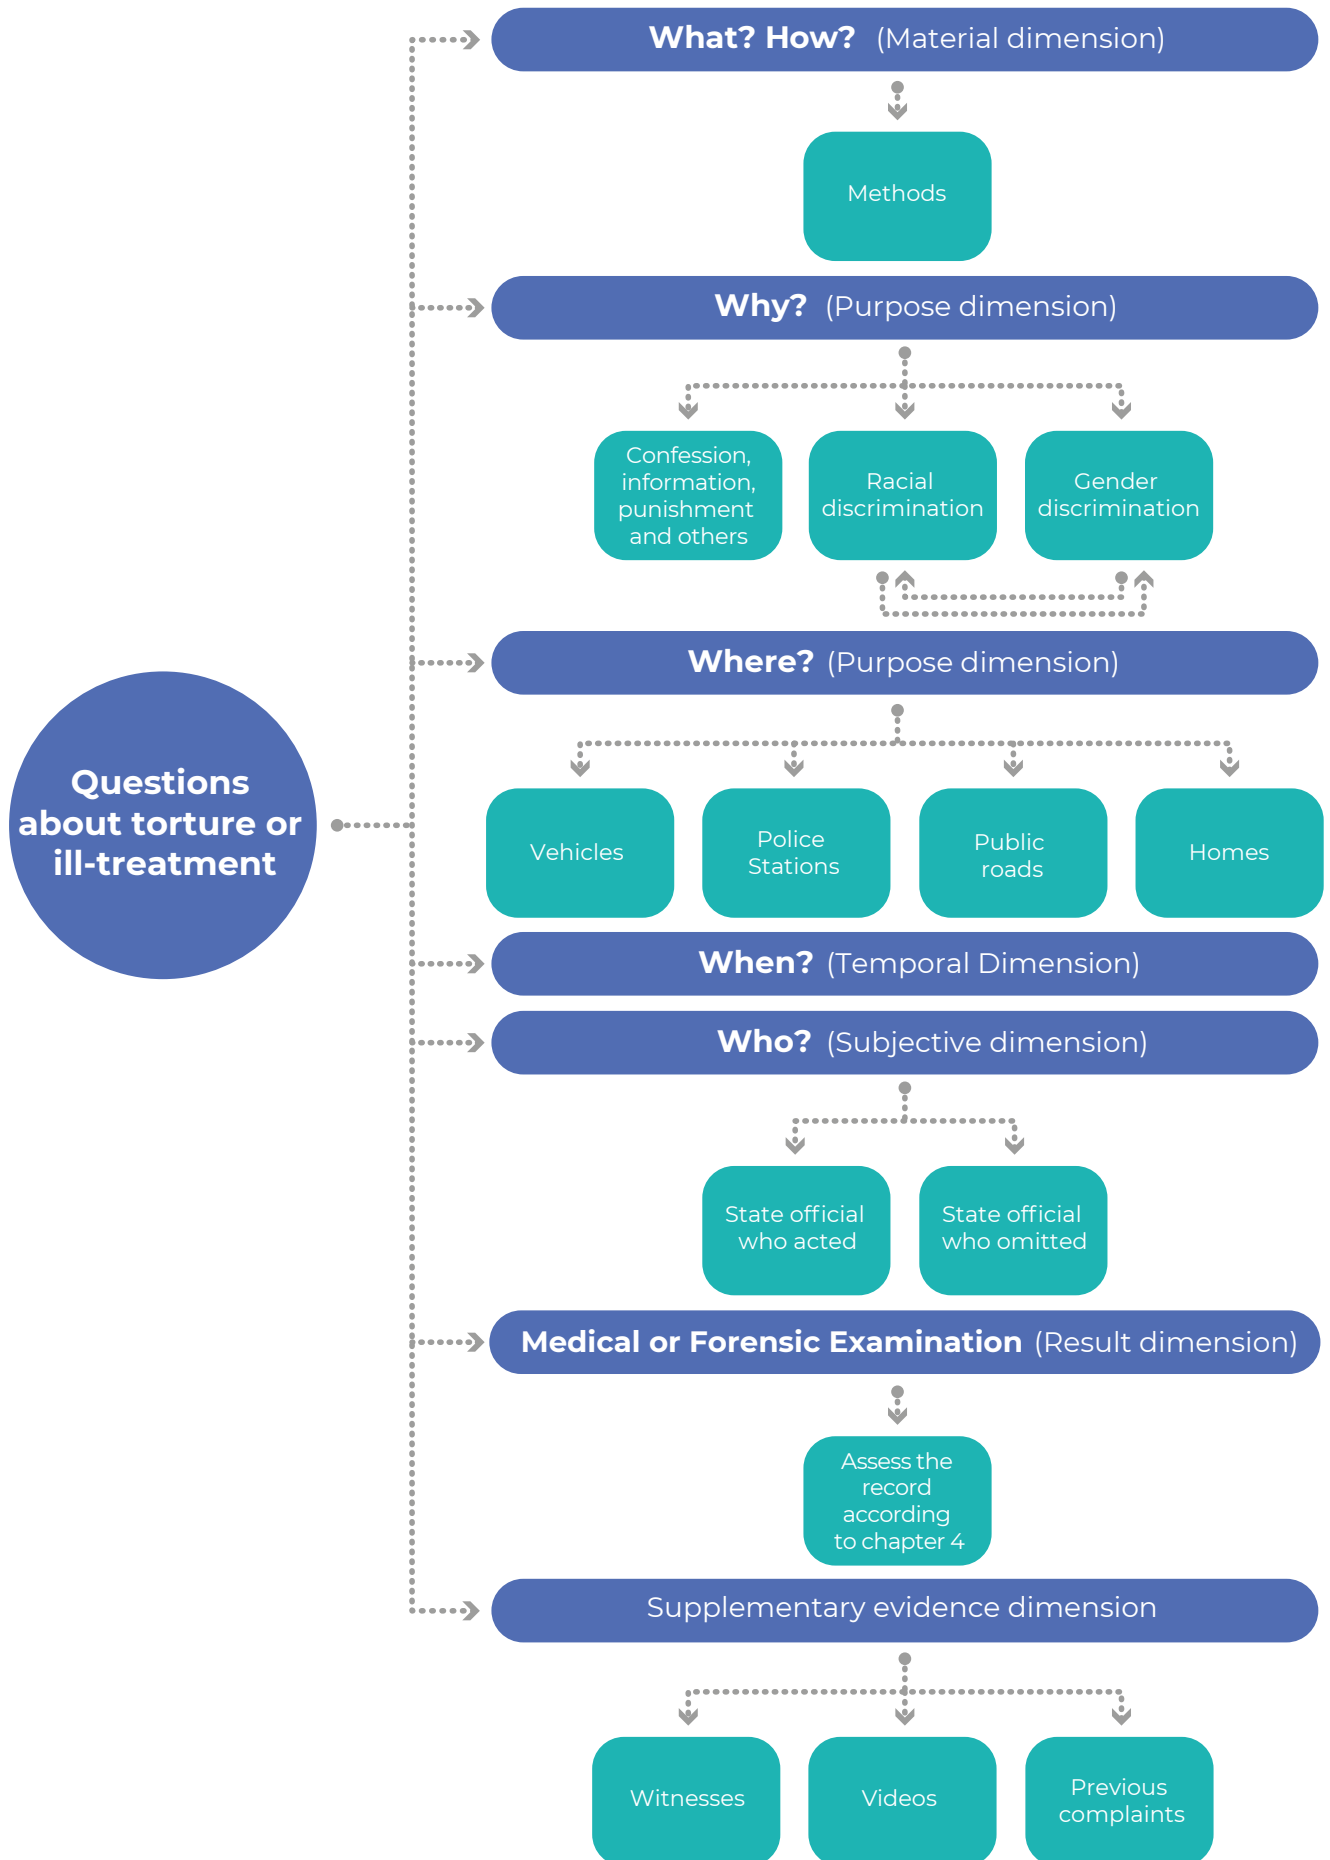 What? How? (Material dimension)
Methods
Why? (Purpose dimension)
Confession,
information,
punishment
and others
Racial
discrimination
Gender
discrimination
Where? (Purpose dimension)
Questions
about torture or
ill-treatment
Vehicles
Police
Stations
Public
roads
Homes
When? (Temporal Dimension)
Who? (Subjective dimension)
State official
who acted
State official
who omitted
Medical or Forensic Examination (Result dimension)
Assess the
record
according
to chapter 4
Supplementary evidence dimension
Witnesses
Videos
Previous
complaints